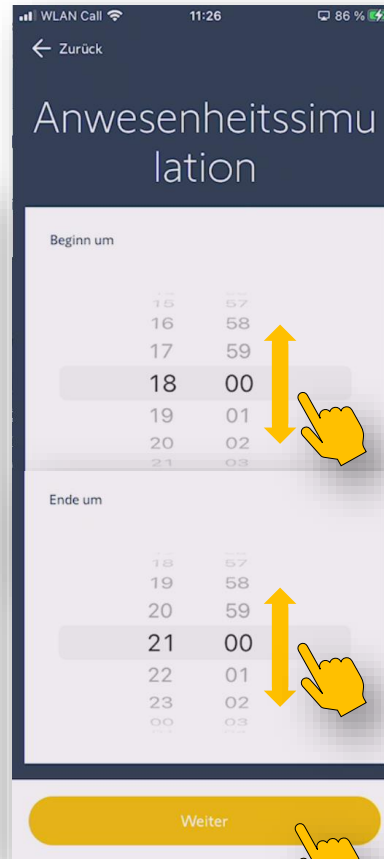 WLAN Call 11:26 86 %
Zurück
Anwesenheitssimu
lation
Beginn um
15 57
16 58
17 59
18 00
19 01
20 02
21 03
Ende um
18 57
19 58
20 59
21 00
22 01
23 02
00 03
Weiter